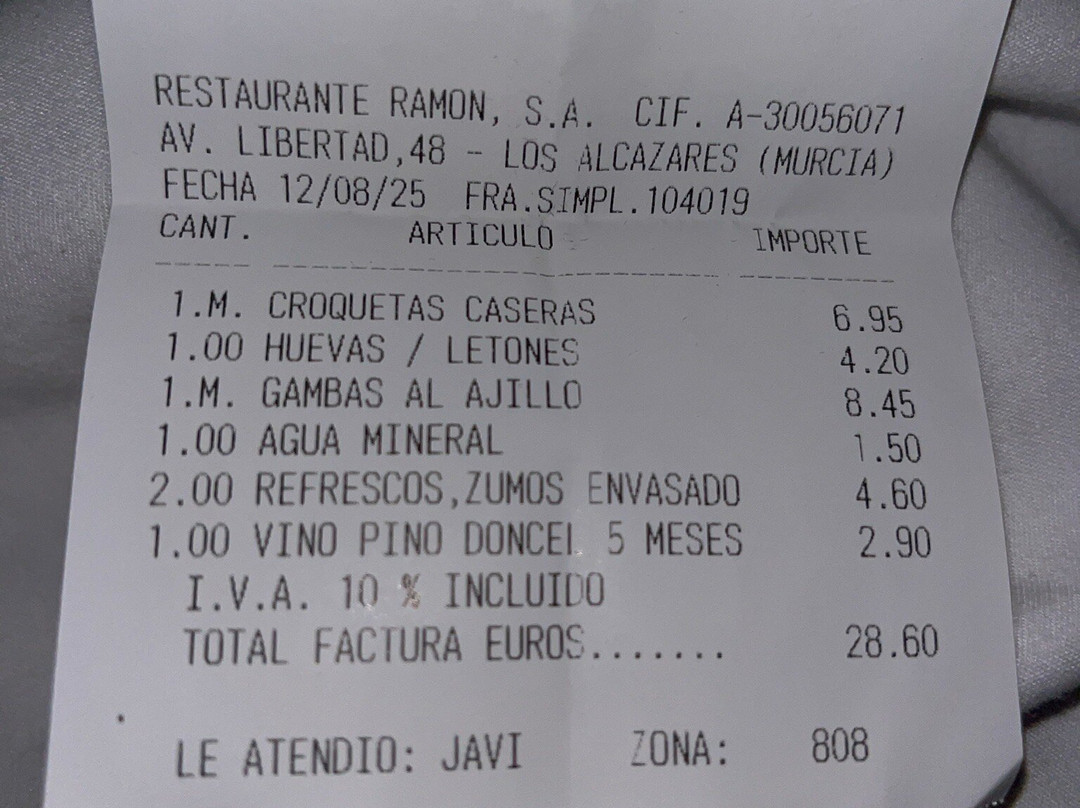 RESTAURANTE RAMON, S.A. CIF. A-30056071
AV. LIBERTAD,48 - LOS ALCAZARES (MURCIA)
FECHA 12/08/25 FRA.SIMPL.104019
CANT. ARTICULO IMPORTE
1.M. CROQUETAS CASERAS 6.95
1.00 HUEVAS / LETONES 4.20
1.M. GAMBAS AL AJILLO 8.45
1.00 AGUA MINERAL 1.50
2.00 REFRESCOS,ZUMOS ENVASADO 4.60
1.00 VINO PINO DONCEL 5 MESES 2.90
I.V.A. 10 % INCLUIDO
TOTAL FACTURA EUROS....... 28.60
LE ATENDIO: JAVI ZONA: 808